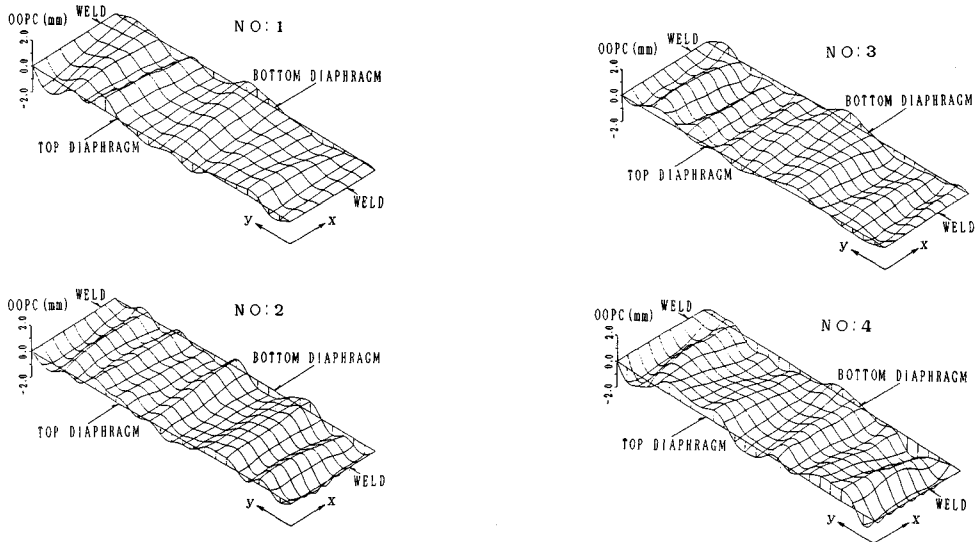 NO:1
OOPC(mm)
WELD
2.0
0.0
-2.0
BOTTOM DIAPHRAGM
TOP DIAPHRAGM
WELD
y
x
NO:3
OOPC(mm)
WELD
2.0
0.0
-2.0
BOTTOM DIAPHRAGM
TOP DIAPHRAGM
WELD
y
x
NO:2
OOPC(mm)
WELD
2.0
0.0
-2.0
BOTTOM DIAPHRAGM
TOP DIAPHRAGM
WELD
y
x
NO:4
OOPC(mm)
WELD
2.0
0.0
-2.0
BOTTOM DIAPHRAGM
TOP DIAPHRAGM
WELD
y
x